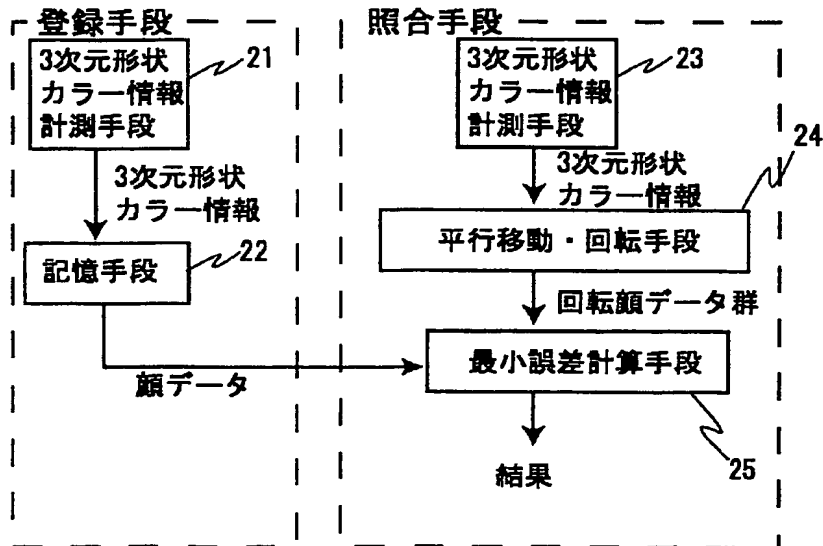 登録手段
3次元形状
カラー情報
計測手段
21
3次元形状
カラー情報
記憶手段
22
顔データ
照合手段
3次元形状
カラー情報
計測手段
23
3次元形状
カラー情報
24
平行移動・回転手段
回転顔データ群
最小誤差計算手段
25
結果